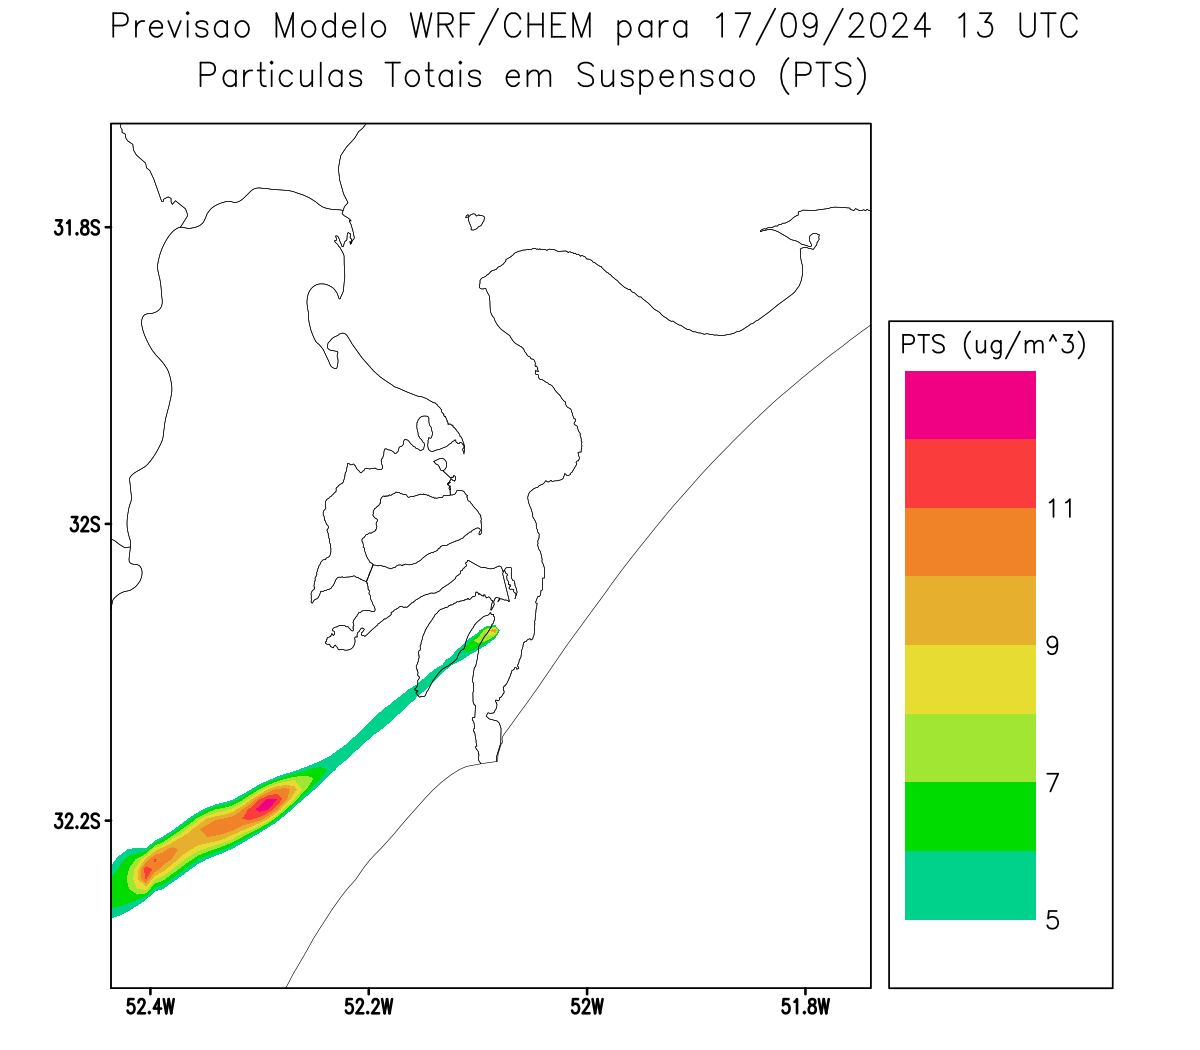 Previsao Modelo WRF/CHEM para 17/09/2024 13 UTC
Particulas Totais em Suspensao (PTS)
31.8S
32S
32.2S
52.4W 52.2W 52W 51.8W
PTS (ug/m^3)
11
9
7
5